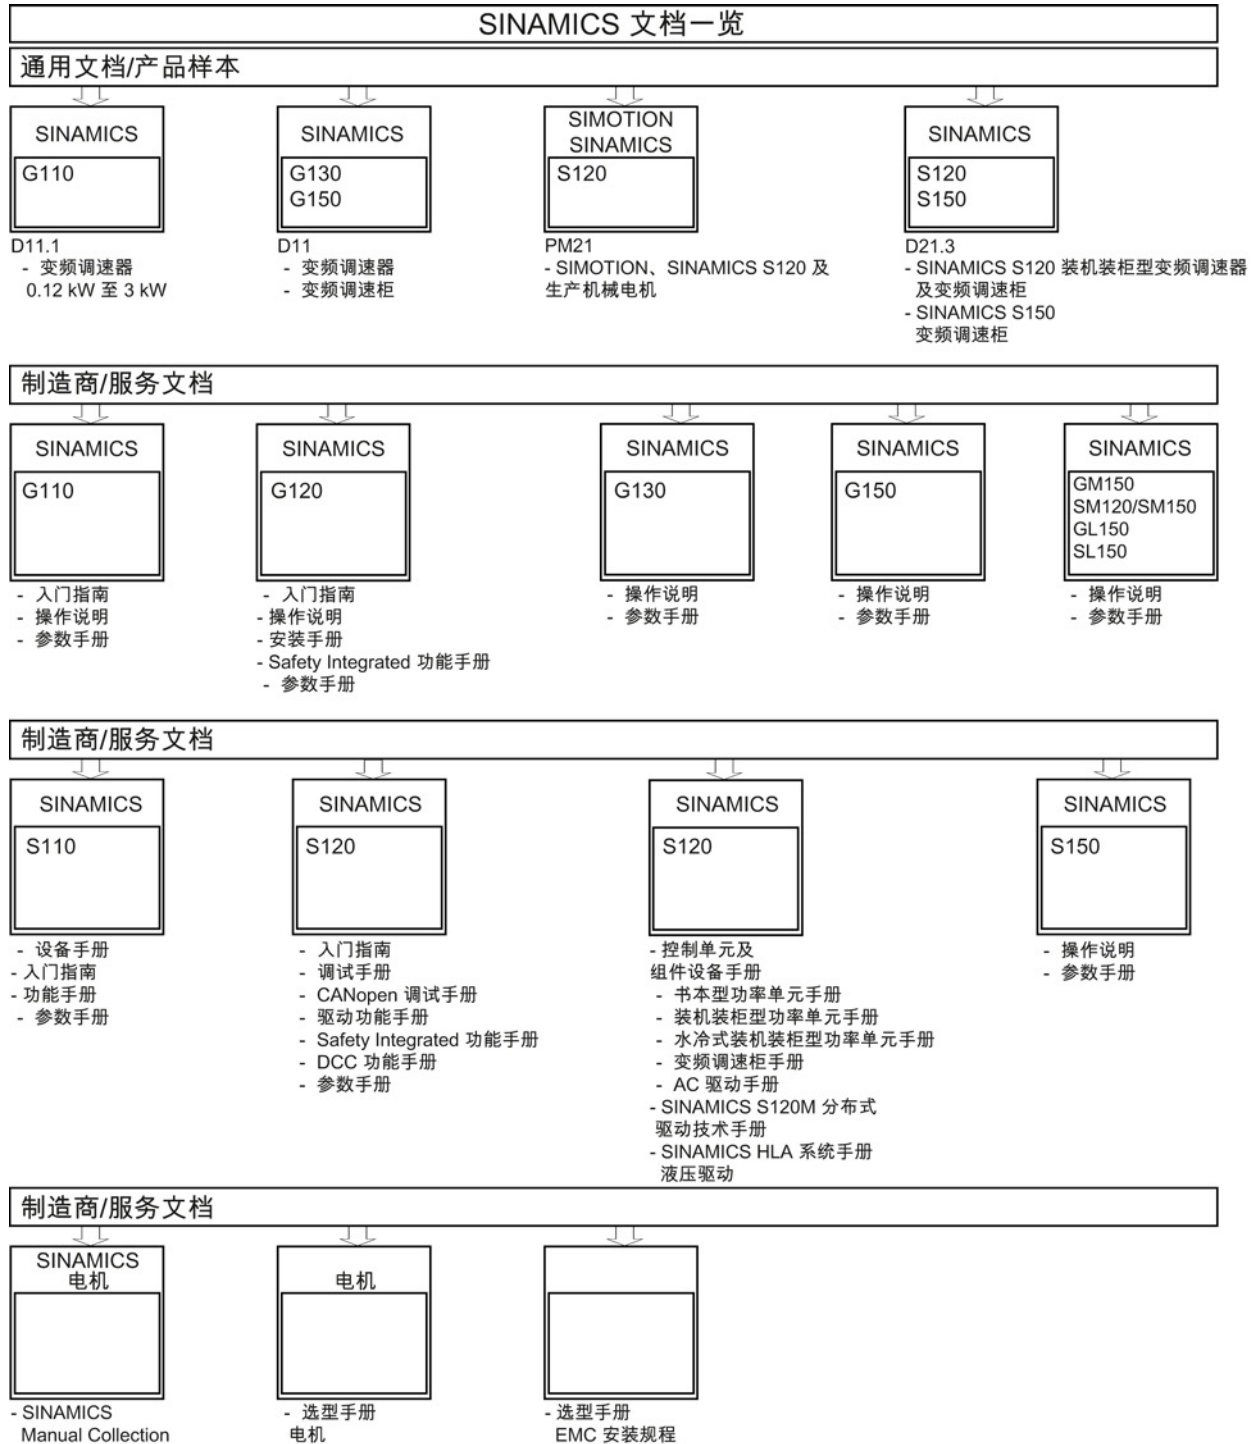 SINAMICS 文档一览
通用文档/产品样本
SINAMICS
G110
D11.1
- 变频调速器
0.12 kW 至 3 kW
SINAMICS
G130
G150
D11
- 变频调速器
- 变频调速柜
SIMOTION
SINAMICS
S120
PM21
- SIMOTION、SINAMICS S120 及
生产机械电机
SINAMICS
S120
S150
D21.3
- SINAMICS S120 装机装柜型变频调速器
及变频调速柜
- SINAMICS S150
变频调速柜
制造商/服务文档
SINAMICS
G110
- 入门指南
- 操作说明
- 参数手册
SINAMICS
G120
- 入门指南
- 操作说明
- 安装手册
- Safety Integrated 功能手册
- 参数手册
SINAMICS
G130
- 操作说明
- 参数手册
SINAMICS
G150
- 操作说明
- 参数手册
SINAMICS
GM150
SM120/SM150
GL150
SL150
- 操作说明
- 参数手册
制造商/服务文档
SINAMICS
S110
- 设备手册
- 入门指南
- 功能手册
- 参数手册
SINAMICS
S120
- 入门指南
- 调试手册
- CANopen 调试手册
- 驱动功能手册
- Safety Integrated 功能手册
- DCC 功能手册
- 参数手册
SINAMICS
S120
- 控制单元及
组件设备手册
- 书本型功率单元手册
- 装机装柜型功率单元手册
- 水冷式装机装柜型功率单元手册
- 变频调速柜手册
- AC 驱动手册
- SINAMICS S120M 分布式
驱动技术手册
- SINAMICS HLA 系统手册
液压驱动
SINAMICS
S150
- 操作说明
- 参数手册
制造商/服务文档
SINAMICS
电机
- SINAMICS
Manual Collection
电机
- 选型手册
电机
- 选型手册
EMC 安装规程